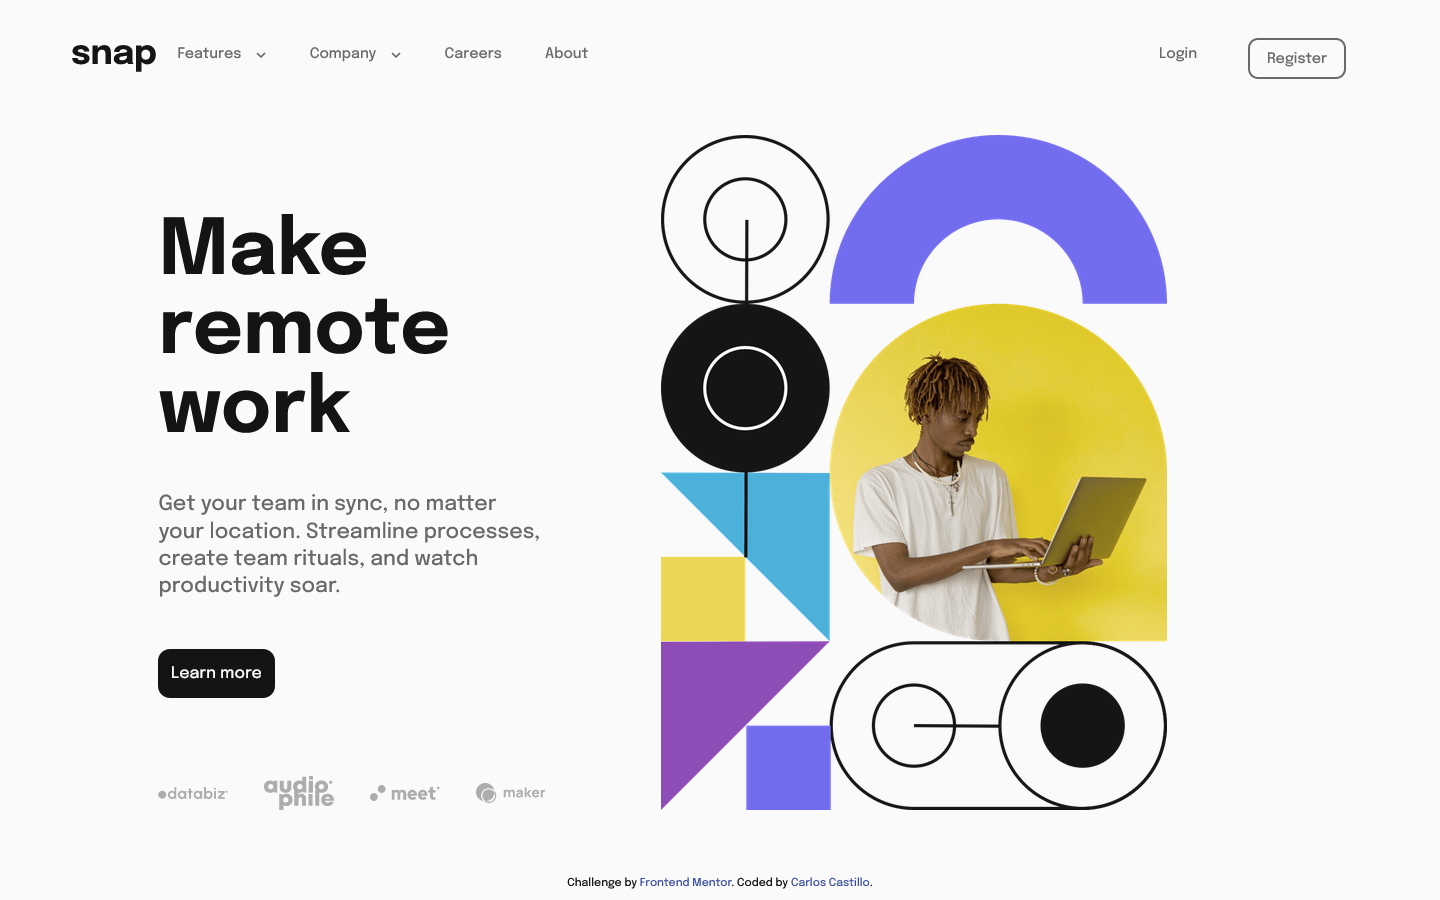 snap Features Company Careers About Login Register
Make
remote
work
Get your team in sync, no matter
your location. Streamline processes,
create team rituals, and watch
productivity soar.
Learn more
databiz audio phile meet maker
Challenge by Frontend Mentor. Coded by Carlos Castillo.